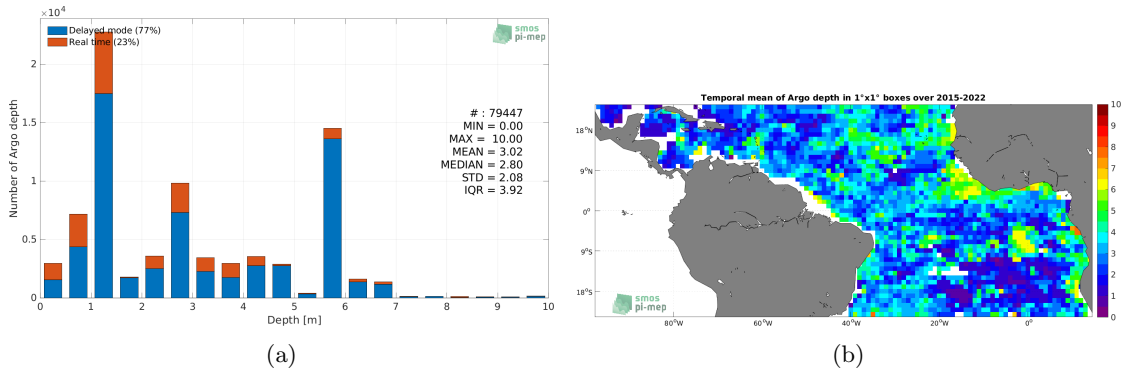 ×10⁴
Delayed mode (77%)
Real time (23%)
smos
pi-mep
# : 79447
MIN = 0.00
MAX = 10.00
MEAN = 3.02
MEDIAN = 2.80
STD = 2.08
IQR = 3.92
Number of Argo depth
2
1.5
1
0.5
0
0 1 2 3 4 5 6 7 8 9 10
Depth [m]
(a)
Temporal mean of Argo depth in 1°x1° boxes over 2015-2022
18°N
9°N
0°
9°S
18°S
80°W 60°W 40°W 20°W 0°
smos
pi-mep
10
9
8
7
6
5
4
3
2
1
0
(b)